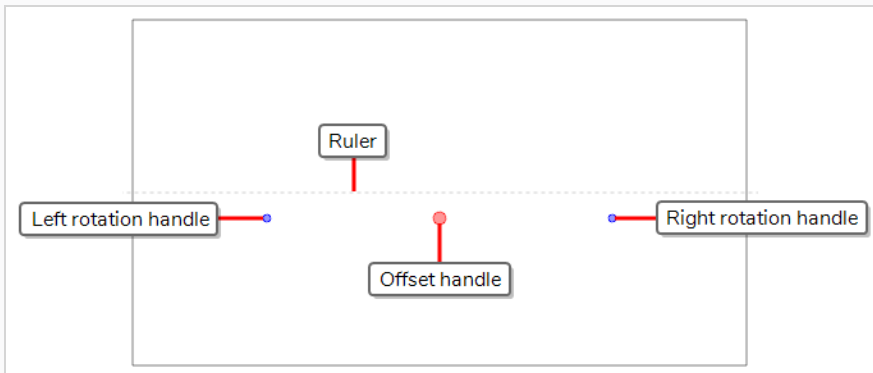 Ruler
Left rotation handle
Right rotation handle
Offset handle